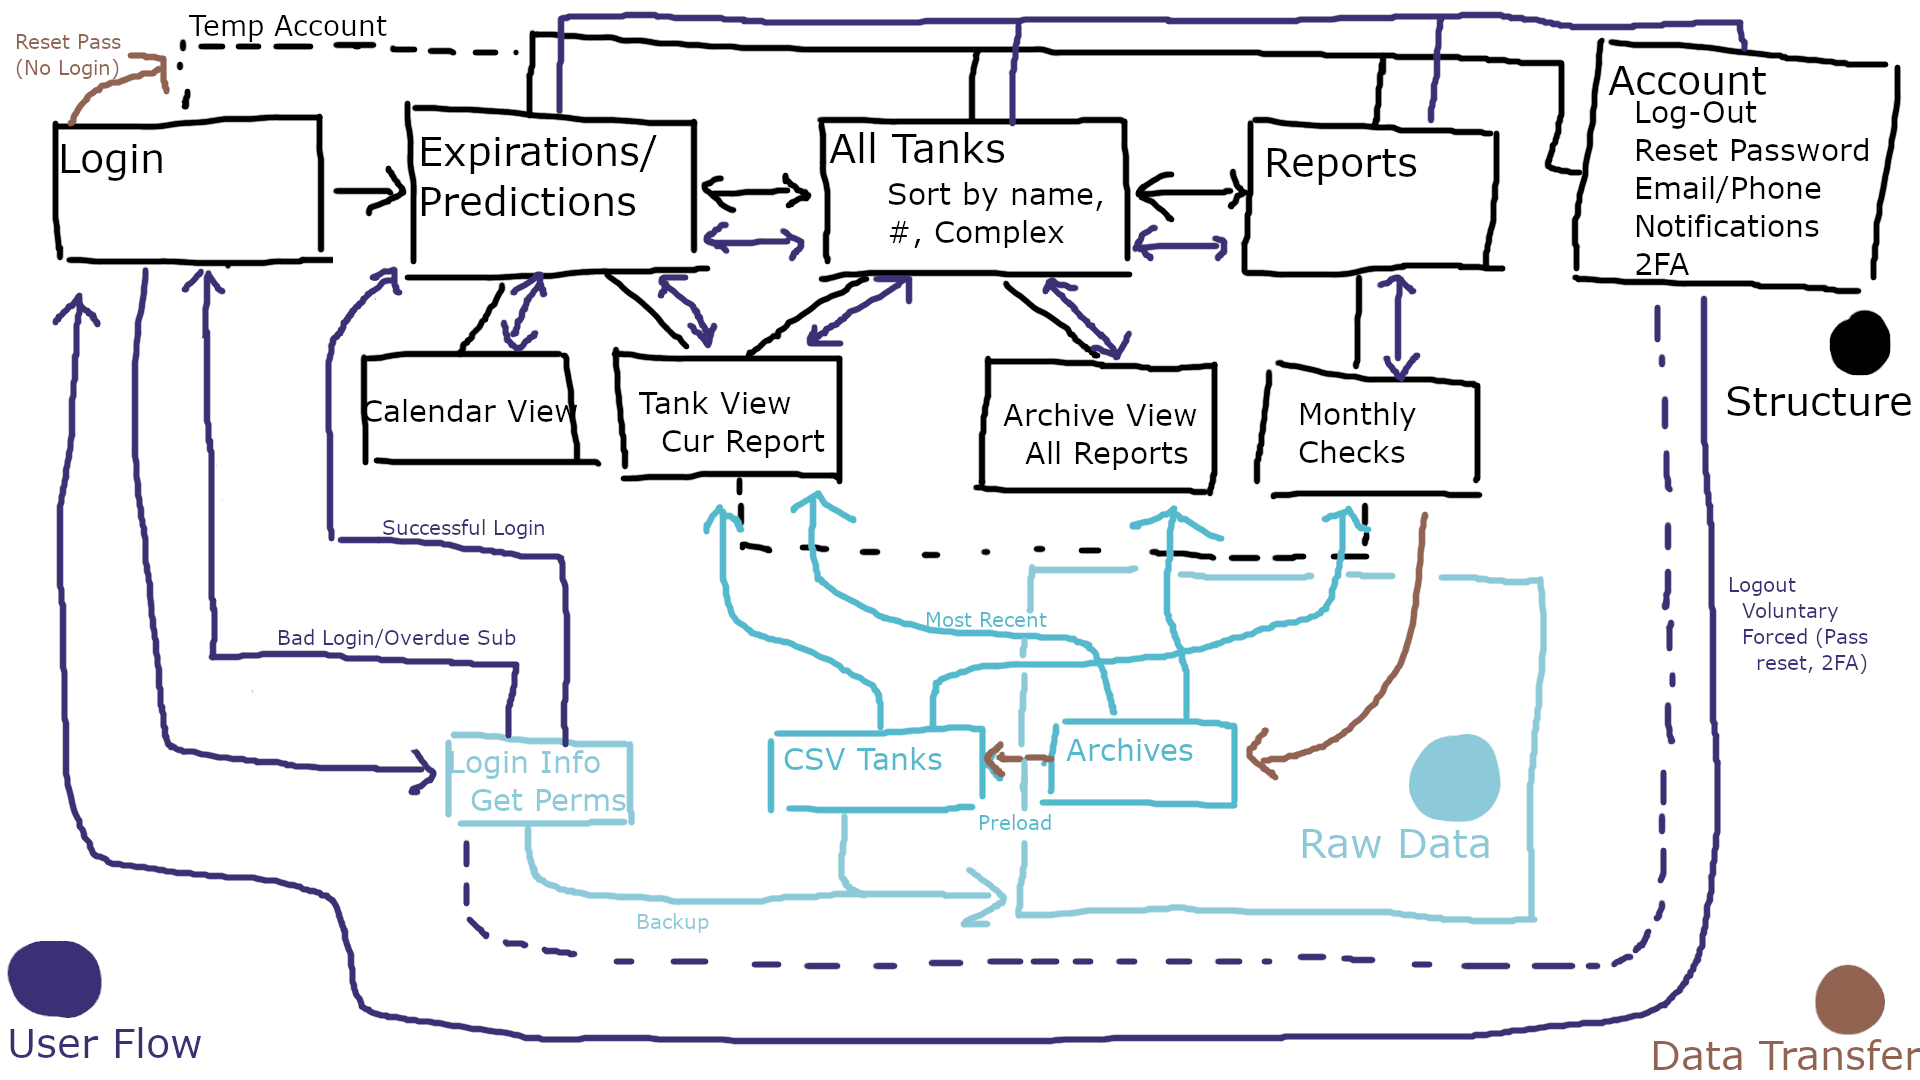 Temp Account
Reset Pass
(No Login)
Login
Expirations/
Predictions
All Tanks
Sort by name,
#, Complex
Reports
Account
Log-Out
Reset Password
Email/Phone
Notifications
2FA
Structure
Calendar View
Tank View
Cur Report
Archive View
All Reports
Monthly
Checks
Successful Login
Bad Login/Overdue Sub
Most Recent
Logout
Voluntary
Forced (Pass
reset, 2FA)
Login Info
Get Perms
CSV Tanks
Archives
Preload
Raw Data
Backup
User Flow
Data Transfer